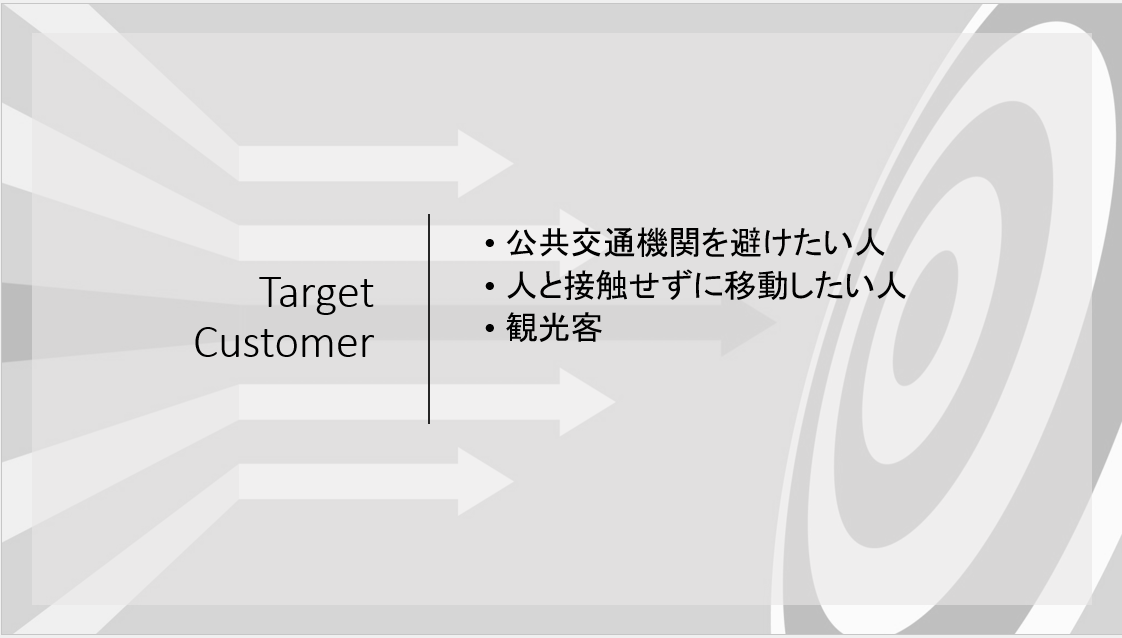 Target
Customer
• 公共交通機関を避けたい人
• 人と接触せずに移動したい人
• 観光客